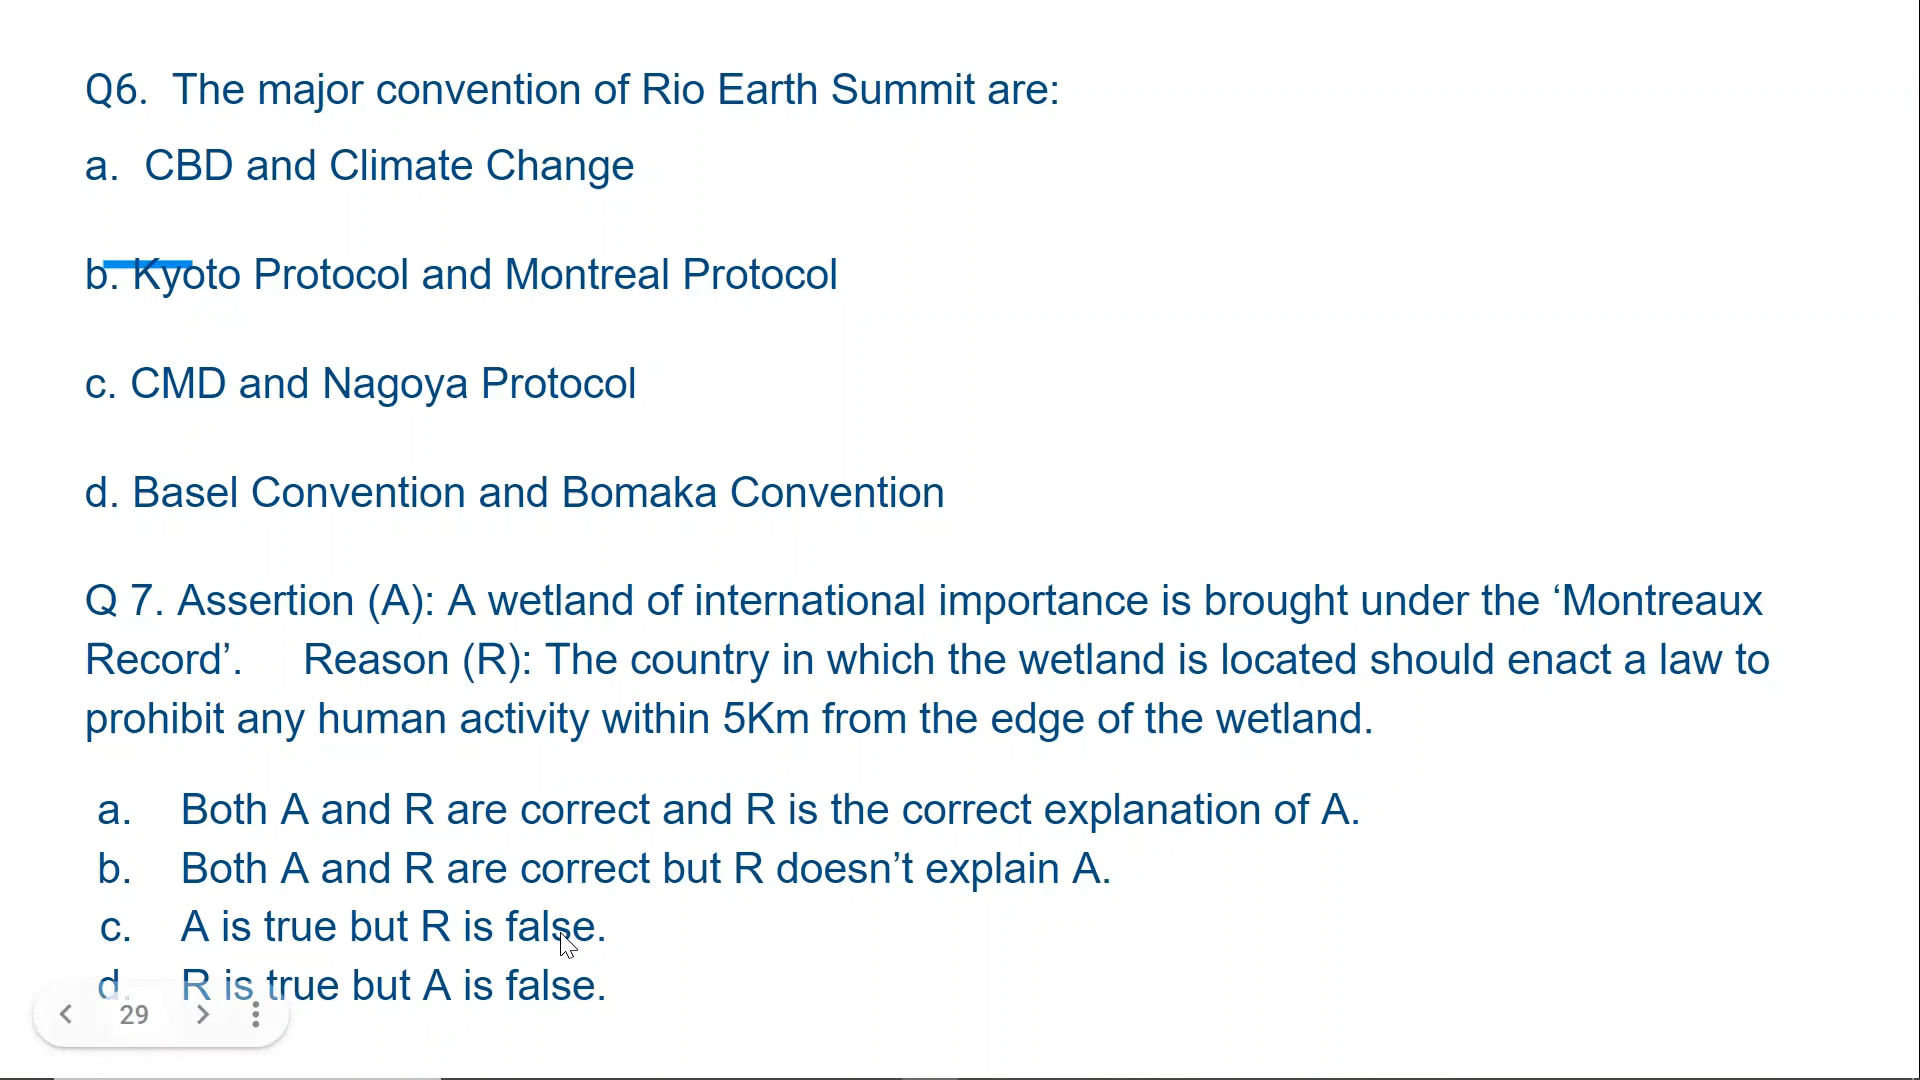 Q6. The major convention of Rio Earth Summit are:
a. CBD and Climate Change
b. Kyoto Protocol and Montreal Protocol
c. CMD and Nagoya Protocol
d. Basel Convention and Bomaka Convention
Q 7. Assertion (A): A wetland of international importance is brought under the ‘Montreaux
Record’. Reason (R): The country in which the wetland is located should enact a law to
prohibit any human activity within 5Km from the edge of the wetland.
a. Both A and R are correct and R is the correct explanation of A.
b. Both A and R are correct but R doesn’t explain A.
c. A is true but R is false.
d. R is true but A is false.
29